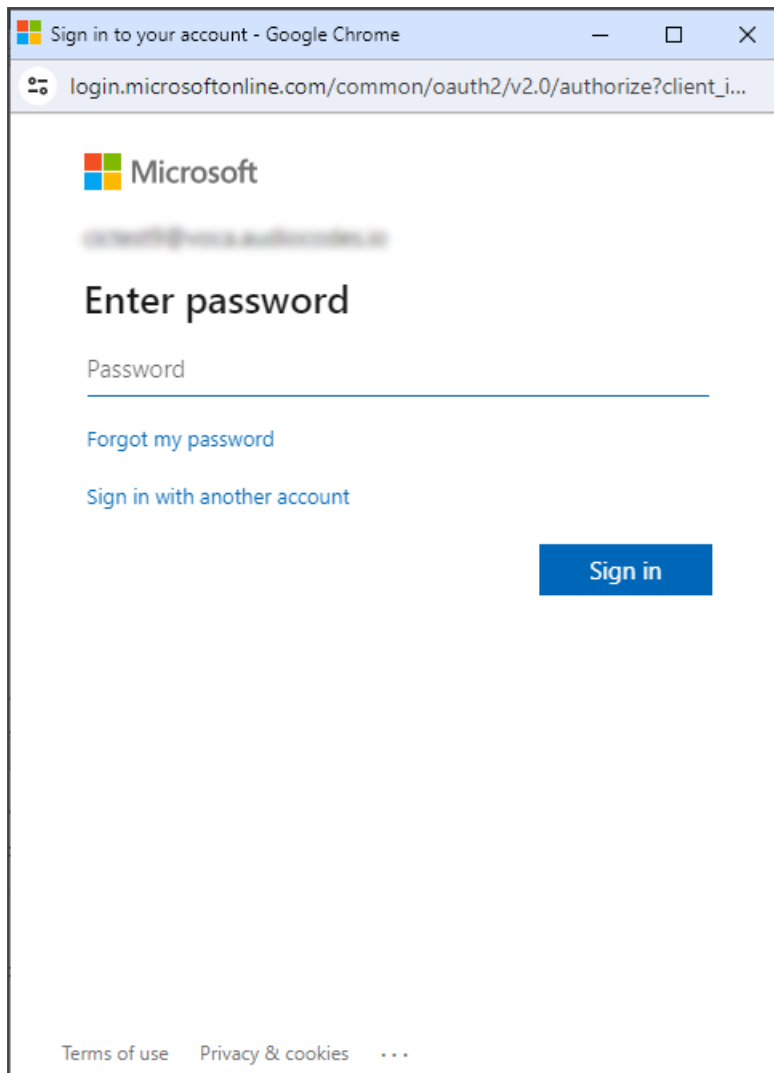 Sign in to your account - Google Chrome
login.microsoftonline.com/common/oauth2/v2.0/authorize?client_i...
Microsoft
Enter password
Password
Forgot my password
Sign in with another account
Sign in
Terms of use Privacy & cookies ...